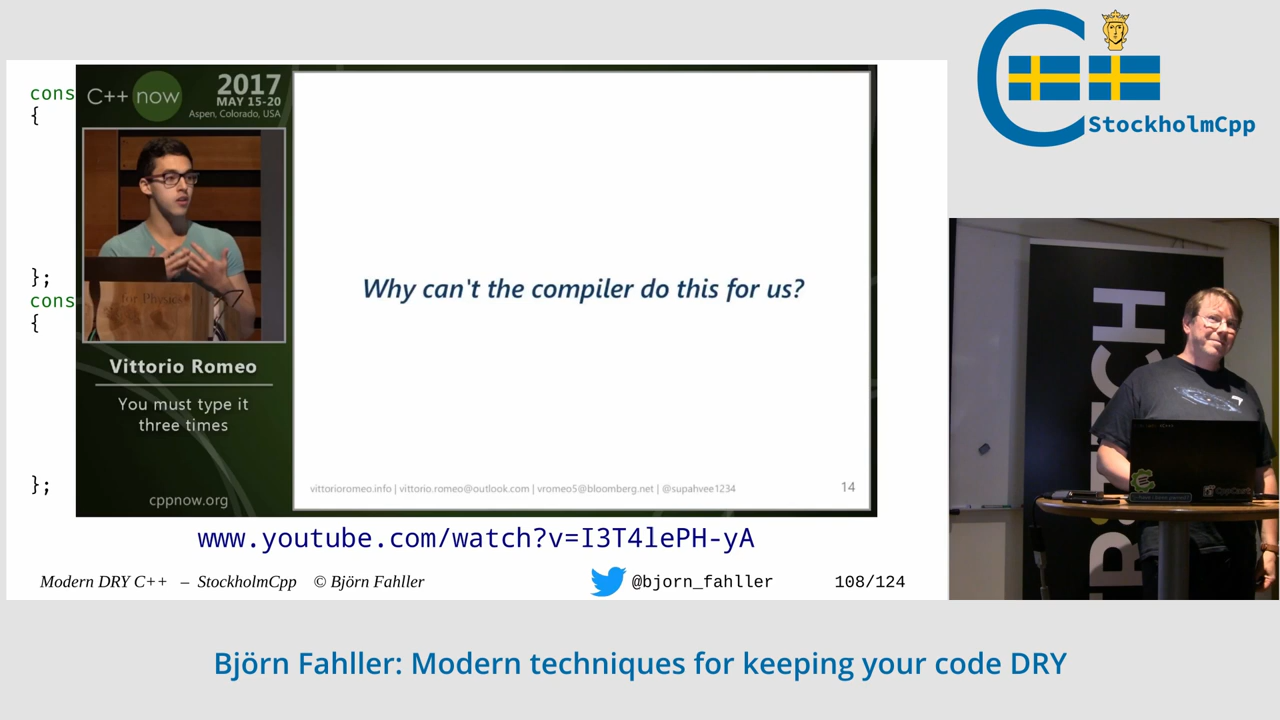 cons
{
};
cons
{
};
C++ now
2017
MAY 15-20
Aspen, Colorado, USA
for Physics
Vittorio Romeo
You must type it
three times
cppnow.org
Why can't the compiler do this for us?
vittorioromeo.info | vittorio.romeo@outlook.com | vromeo5@bloomberg.net | @supahvee1234
14
www.youtube.com/watch?v=I3T4lePH-yA
Modern DRY C++ – StockholmCpp © Björn Fahller
@bjorn_fahller
108/124
C++
StockholmCpp
Björn Fahller: Modern techniques for keeping your code DRY